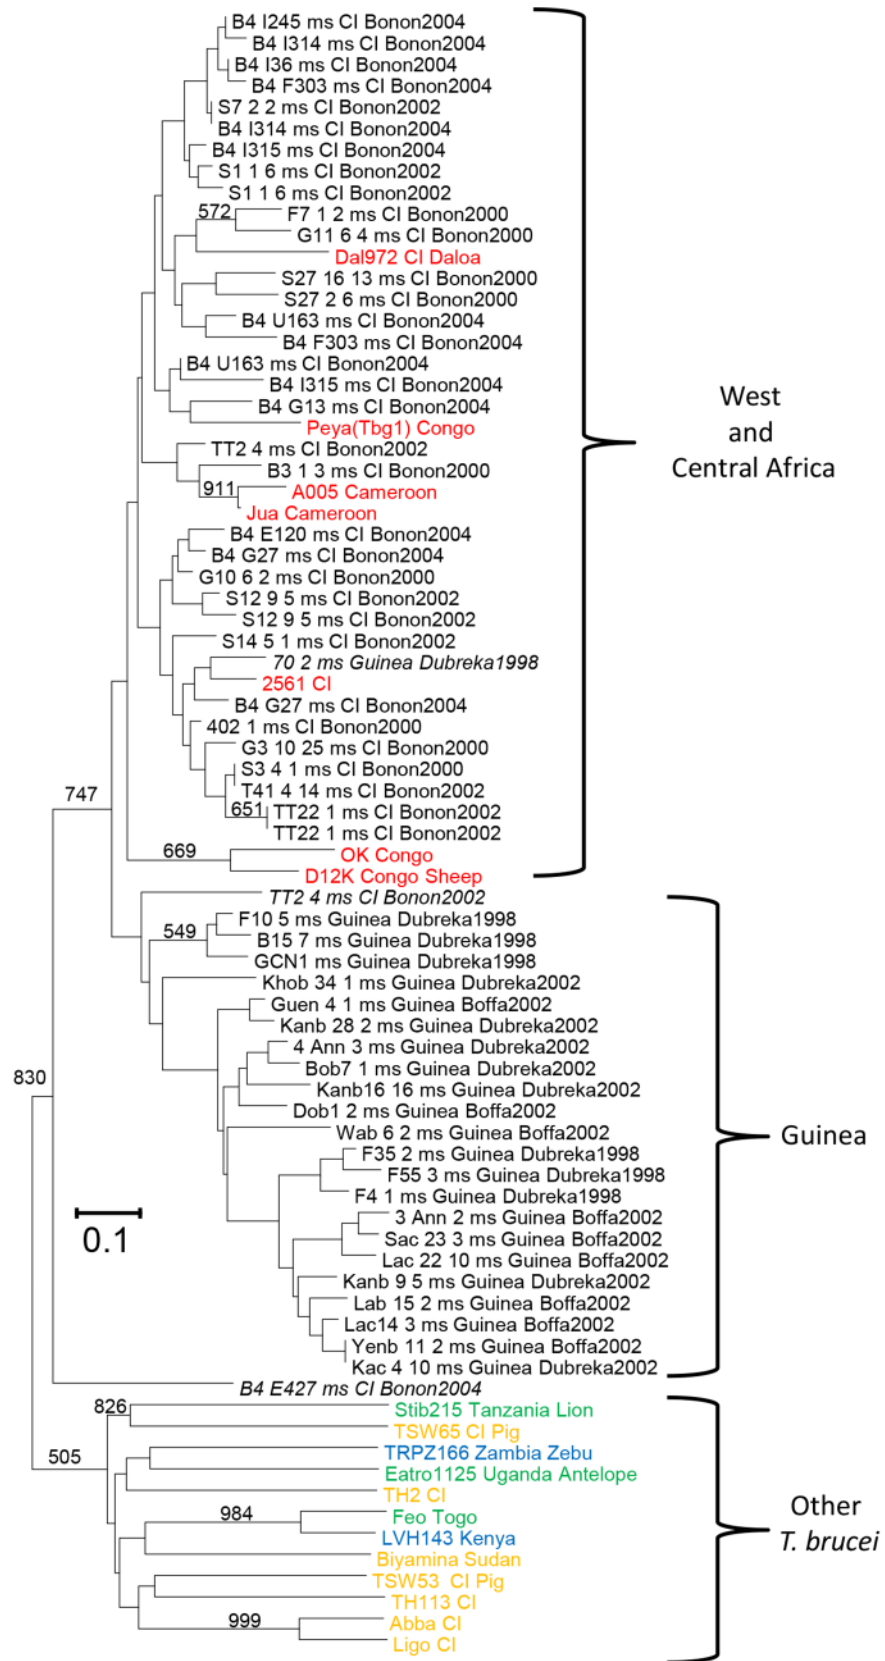 B4 I245 ms CI Bonon2004
B4 I314 ms CI Bonon2004
B4 I36 ms CI Bonon2004
B4 F303 ms CI Bonon2004
S7 2 2 ms CI Bonon2002
B4 I314 ms CI Bonon2004
B4 I315 ms CI Bonon2004
S1 1 6 ms CI Bonon2002
S1 1 6 ms CI Bonon2002
572
F7 1 2 ms CI Bonon2000
G11 6 4 ms CI Bonon2000
Dal972 CI Daloa
S27 16 13 ms CI Bonon2000
S27 2 6 ms CI Bonon2000
B4 U163 ms CI Bonon2004
B4 F303 ms CI Bonon2004
B4 U163 ms CI Bonon2004
B4 I315 ms CI Bonon2004
B4 G13 ms CI Bonon2004
Peya(Tbg1) Congo
TT2 4 ms CI Bonon2002
B3 1 3 ms CI Bonon2000
911
A005 Cameroon
Jua Cameroon
B4 E120 ms CI Bonon2004
B4 G27 ms CI Bonon2004
G10 6 2 ms CI Bonon2000
S12 9 5 ms CI Bonon2002
S12 9 5 ms CI Bonon2002
S14 5 1 ms CI Bonon2002
70 2 ms Guinea Dubreka1998
2561 CI
B4 G27 ms CI Bonon2004
402 1 ms CI Bonon2000
G3 10 25 ms CI Bonon2000
S3 4 1 ms CI Bonon2000
T41 4 14 ms CI Bonon2002
651
TT22 1 ms CI Bonon2002
TT22 1 ms CI Bonon2002
747
669
OK Congo
D12K Congo Sheep
West
and
Central Africa
TT2 4 ms CI Bonon2002
F10 5 ms Guinea Dubreka1998
549
B15 7 ms Guinea Dubreka1998
GCN1 ms Guinea Dubreka1998
Khob 34 1 ms Guinea Dubreka2002
Guen 4 1 ms Guinea Boffa2002
Kanb 28 2 ms Guinea Dubreka2002
4 Ann 3 ms Guinea Dubreka2002
Bob7 1 ms Guinea Dubreka2002
830
Kanb16 16 ms Guinea Dubreka2002
Dob1 2 ms Guinea Boffa2002
Wab 6 2 ms Guinea Boffa2002
F35 2 ms Guinea Dubreka1998
F55 3 ms Guinea Dubreka1998
F4 1 ms Guinea Dubreka1998
3 Ann 2 ms Guinea Boffa2002
Sac 23 3 ms Guinea Boffa2002
Lac 22 10 ms Guinea Boffa2002
Kanb 9 5 ms Guinea Dubreka2002
Lab 15 2 ms Guinea Boffa2002
Lac14 3 ms Guinea Boffa2002
Yenb 11 2 ms Guinea Boffa2002
Kac 4 10 ms Guinea Dubreka2002
Guinea
0.1
B4 E427 ms CI Bonon2004
826
Stib215 Tanzania Lion
TSW65 CI Pig
505
TRPZ166 Zambia Zebu
Eatro1125 Uganda Antelope
TH2 CI
984
Feo Togo
LVH143 Kenya
Biyamina Sudan
TSW53 CI Pig
TH113 CI
999
Abba CI
Ligo CI
Other
T. brucei